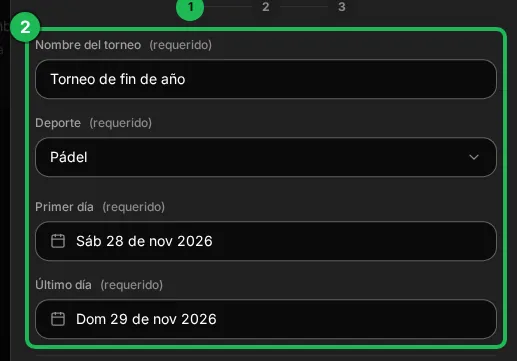 1 2 3
2
Nombre del torneo (requerido)
Torneo de fin de año
Deporte (requerido)
Pádel
Primer día (requerido)
Sáb 28 de nov 2026
Último día (requerido)
Dom 29 de nov 2026